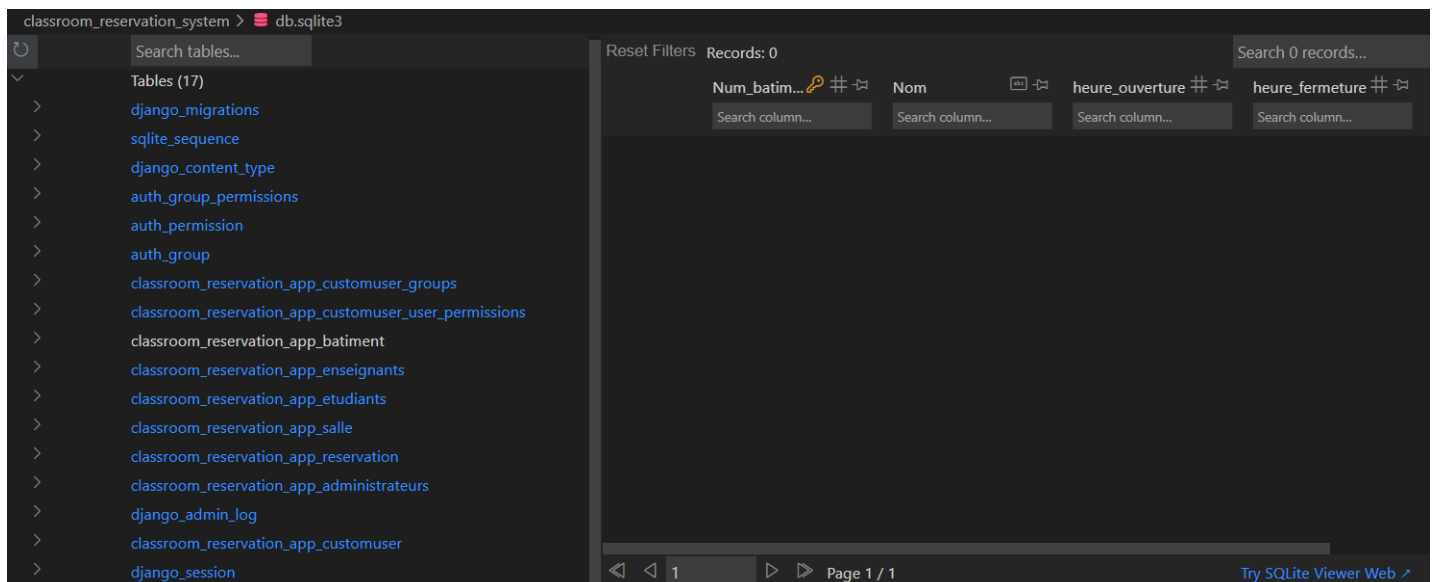 classroom_reservation_system > db.sqlite3
Search tables...
Tables (17)
django_migrations
sqlite_sequence
django_content_type
auth_group_permissions
auth_permission
auth_group
classroom_reservation_app_customuser_groups
classroom_reservation_app_customuser_user_permissions
classroom_reservation_app_batiment
classroom_reservation_app_enseignants
classroom_reservation_app_etudiants
classroom_reservation_app_salle
classroom_reservation_app_reservation
classroom_reservation_app_administrateurs
django_admin_log
classroom_reservation_app_customuser
django_session
Reset Filters Records: 0 Search 0 records...
Num_batim... Nom abc heure_ouverture heure_fermeture
Search column... Search column... Search column... Search column...
1 Page 1 / 1 Try SQLite Viewer Web ↗